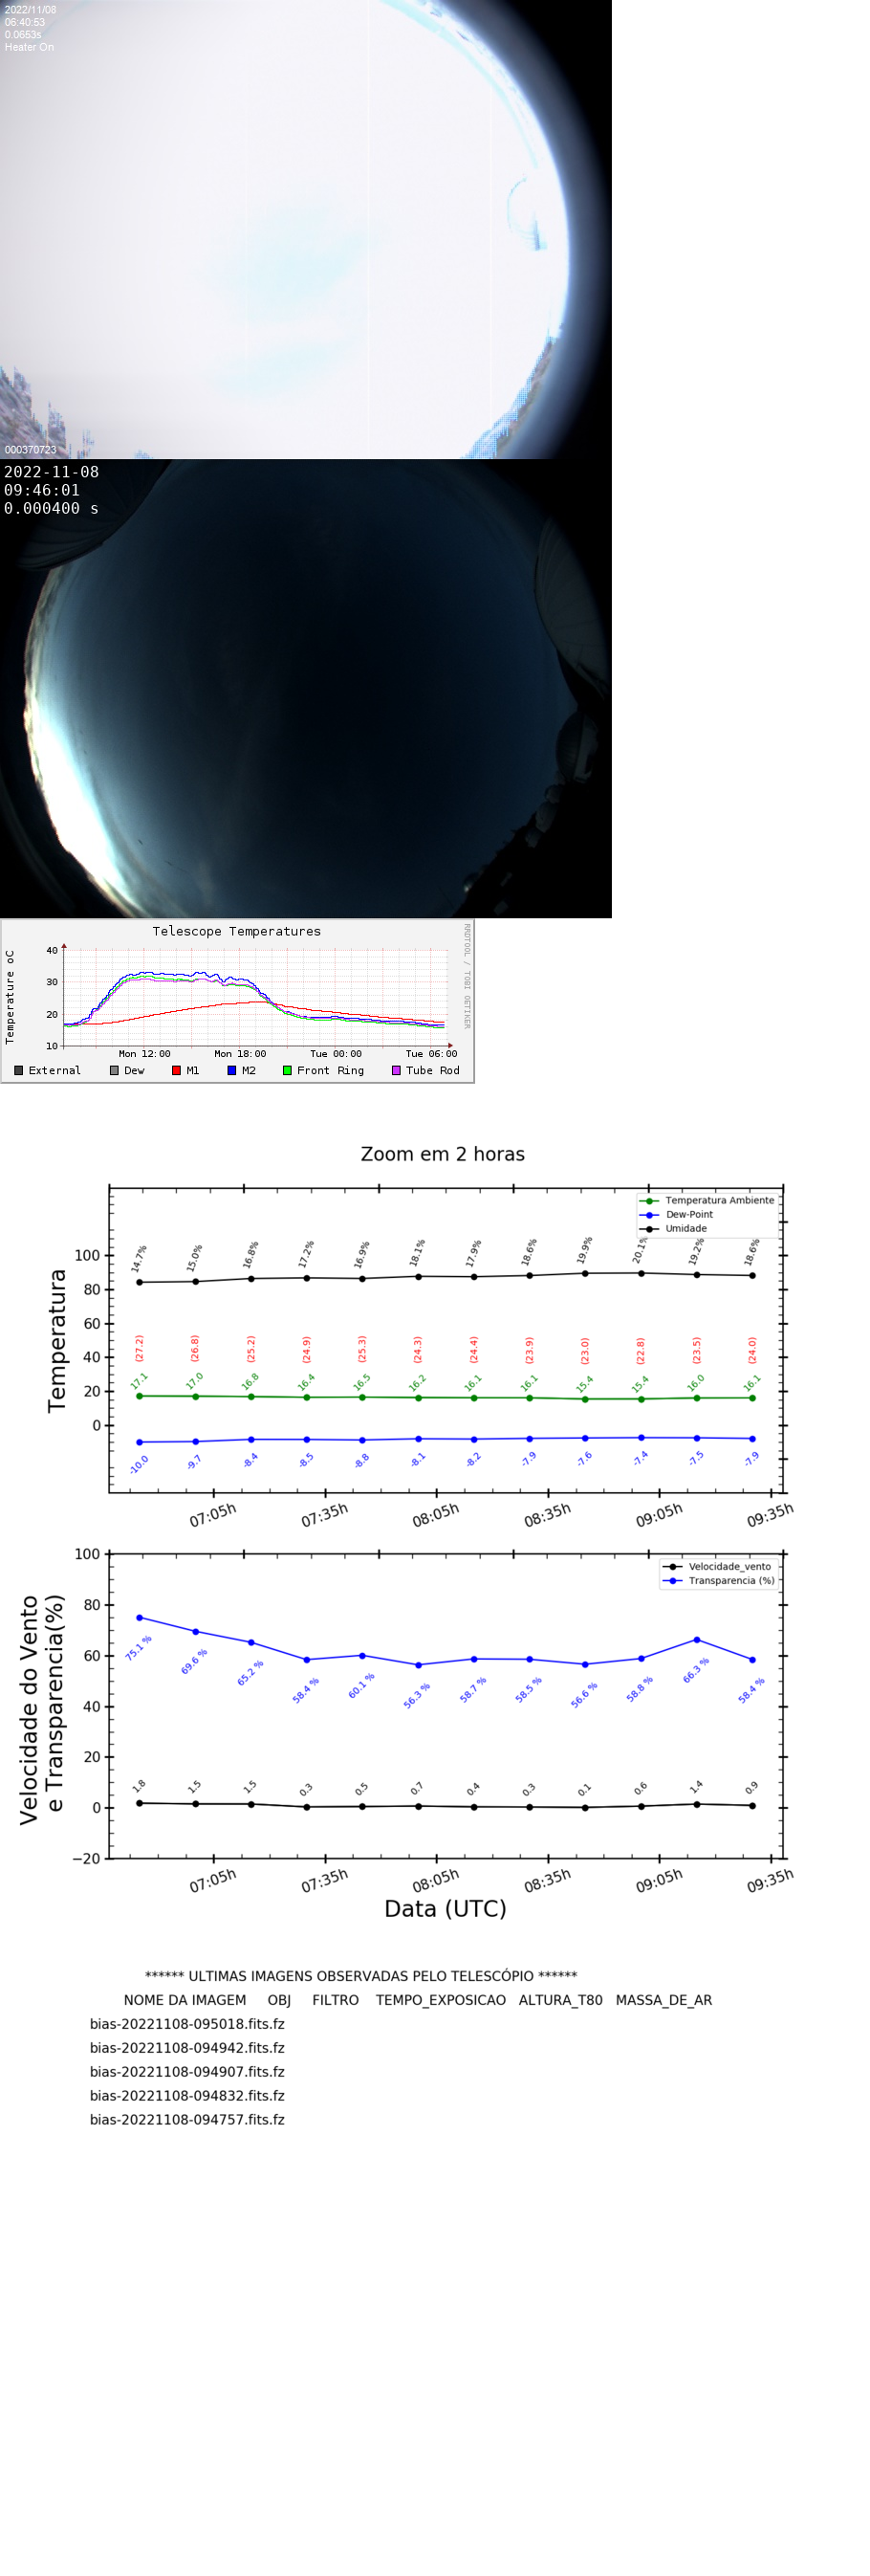 2022/11/08
06:40:53
0.0653s
Heater On
000370723
2022-11-08
09:46:01
0.000400 s
Telescope Temperatures
Temperature oC
RRDTOOL / TOBI OETIKER
40
30
20
10
Mon 12:00 Mon 18:00 Tue 00:00 Tue 06:00
External Dew M1 M2 Front Ring Tube Rod
Zoom em 2 horas
Temperatura
Temperatura Ambiente
Dew-Point
Umidade
100
80
60
40
20
0
14.7% 15.0% 16.8% 17.2% 16.9% 18.1% 17.9% 18.6% 19.9% 20.1% 19.2% 18.6%
(27.2) (26.8) (25.2) (24.9) (25.3) (24.3) (24.4) (23.9) (23.0) (22.8) (23.5) (24.0)
17.1 17.0 16.8 16.4 16.5 16.2 16.1 16.1 15.4 15.4 16.0 16.1
-10.0 -9.7 -8.4 -8.5 -8.8 -8.1 -8.2 -7.9 -7.6 -7.4 -7.5 -7.9
07:05h 07:35h 08:05h 08:35h 09:05h 09:35h
Velocidade do Vento
e Transparencia(%)
Velocidade_vento
Transparencia (%)
100
80
60
40
20
0
−20
75.1 % 69.6 % 65.2 % 58.4 % 60.1 % 56.3 % 58.7 % 58.5 % 56.6 % 58.8 % 66.3 % 58.4 %
1.8 1.5 1.5 0.3 0.5 0.7 0.4 0.3 0.1 0.6 1.4 0.9
07:05h 07:35h 08:05h 08:35h 09:05h 09:35h
Data (UTC)
****** ULTIMAS IMAGENS OBSERVADAS PELO TELESCÓPIO ******
NOME DA IMAGEM OBJ FILTRO TEMPO_EXPOSICAO ALTURA_T80 MASSA_DE_AR
bias-20221108-095018.fits.fz
bias-20221108-094942.fits.fz
bias-20221108-094907.fits.fz
bias-20221108-094832.fits.fz
bias-20221108-094757.fits.fz